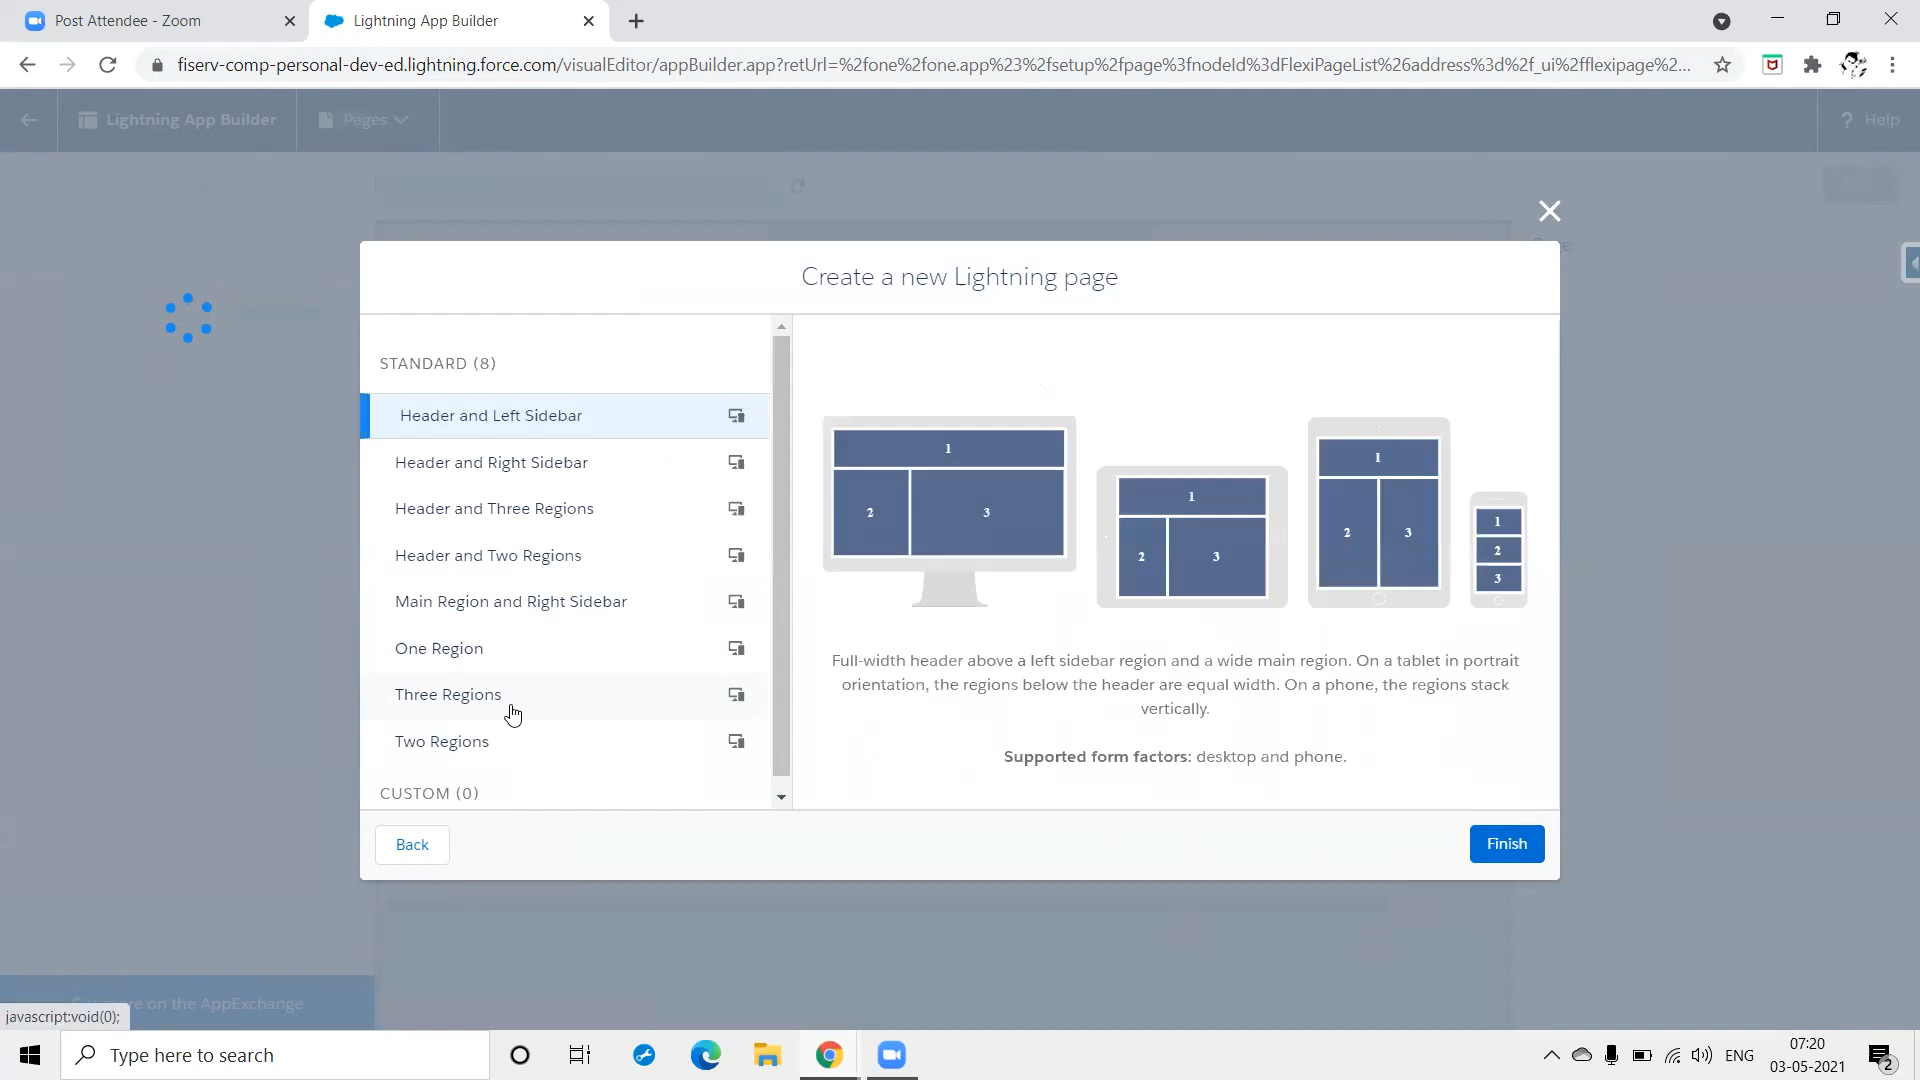 Post Attendee - Zoom
Lightning App Builder
fiserv-comp-personal-dev-ed.lightning.force.com/visualEditor/appBuilder.app?retUrl=%2fone%2fone.app%23%2fsetup%2fpage%3fnodeId%3dFlexiPageList%26address%3d%2f_ui%2fflexipage%2...
Lightning App Builder
Pages
? Help
Create a new Lightning page
STANDARD (8)
Header and Left Sidebar
Header and Right Sidebar
Header and Three Regions
Header and Two Regions
Main Region and Right Sidebar
One Region
Three Regions
Two Regions
CUSTOM (0)
1
2
3
1
2
3
1
2
3
1
2
3
Full-width header above a left sidebar region and a wide main region. On a tablet in portrait
orientation, the regions below the header are equal width. On a phone, the regions stack
vertically.
Supported form factors: desktop and phone.
Back
Finish
on the AppExchange
javascript:void(0);
Type here to search
ENG
07:20
03-05-2021
2